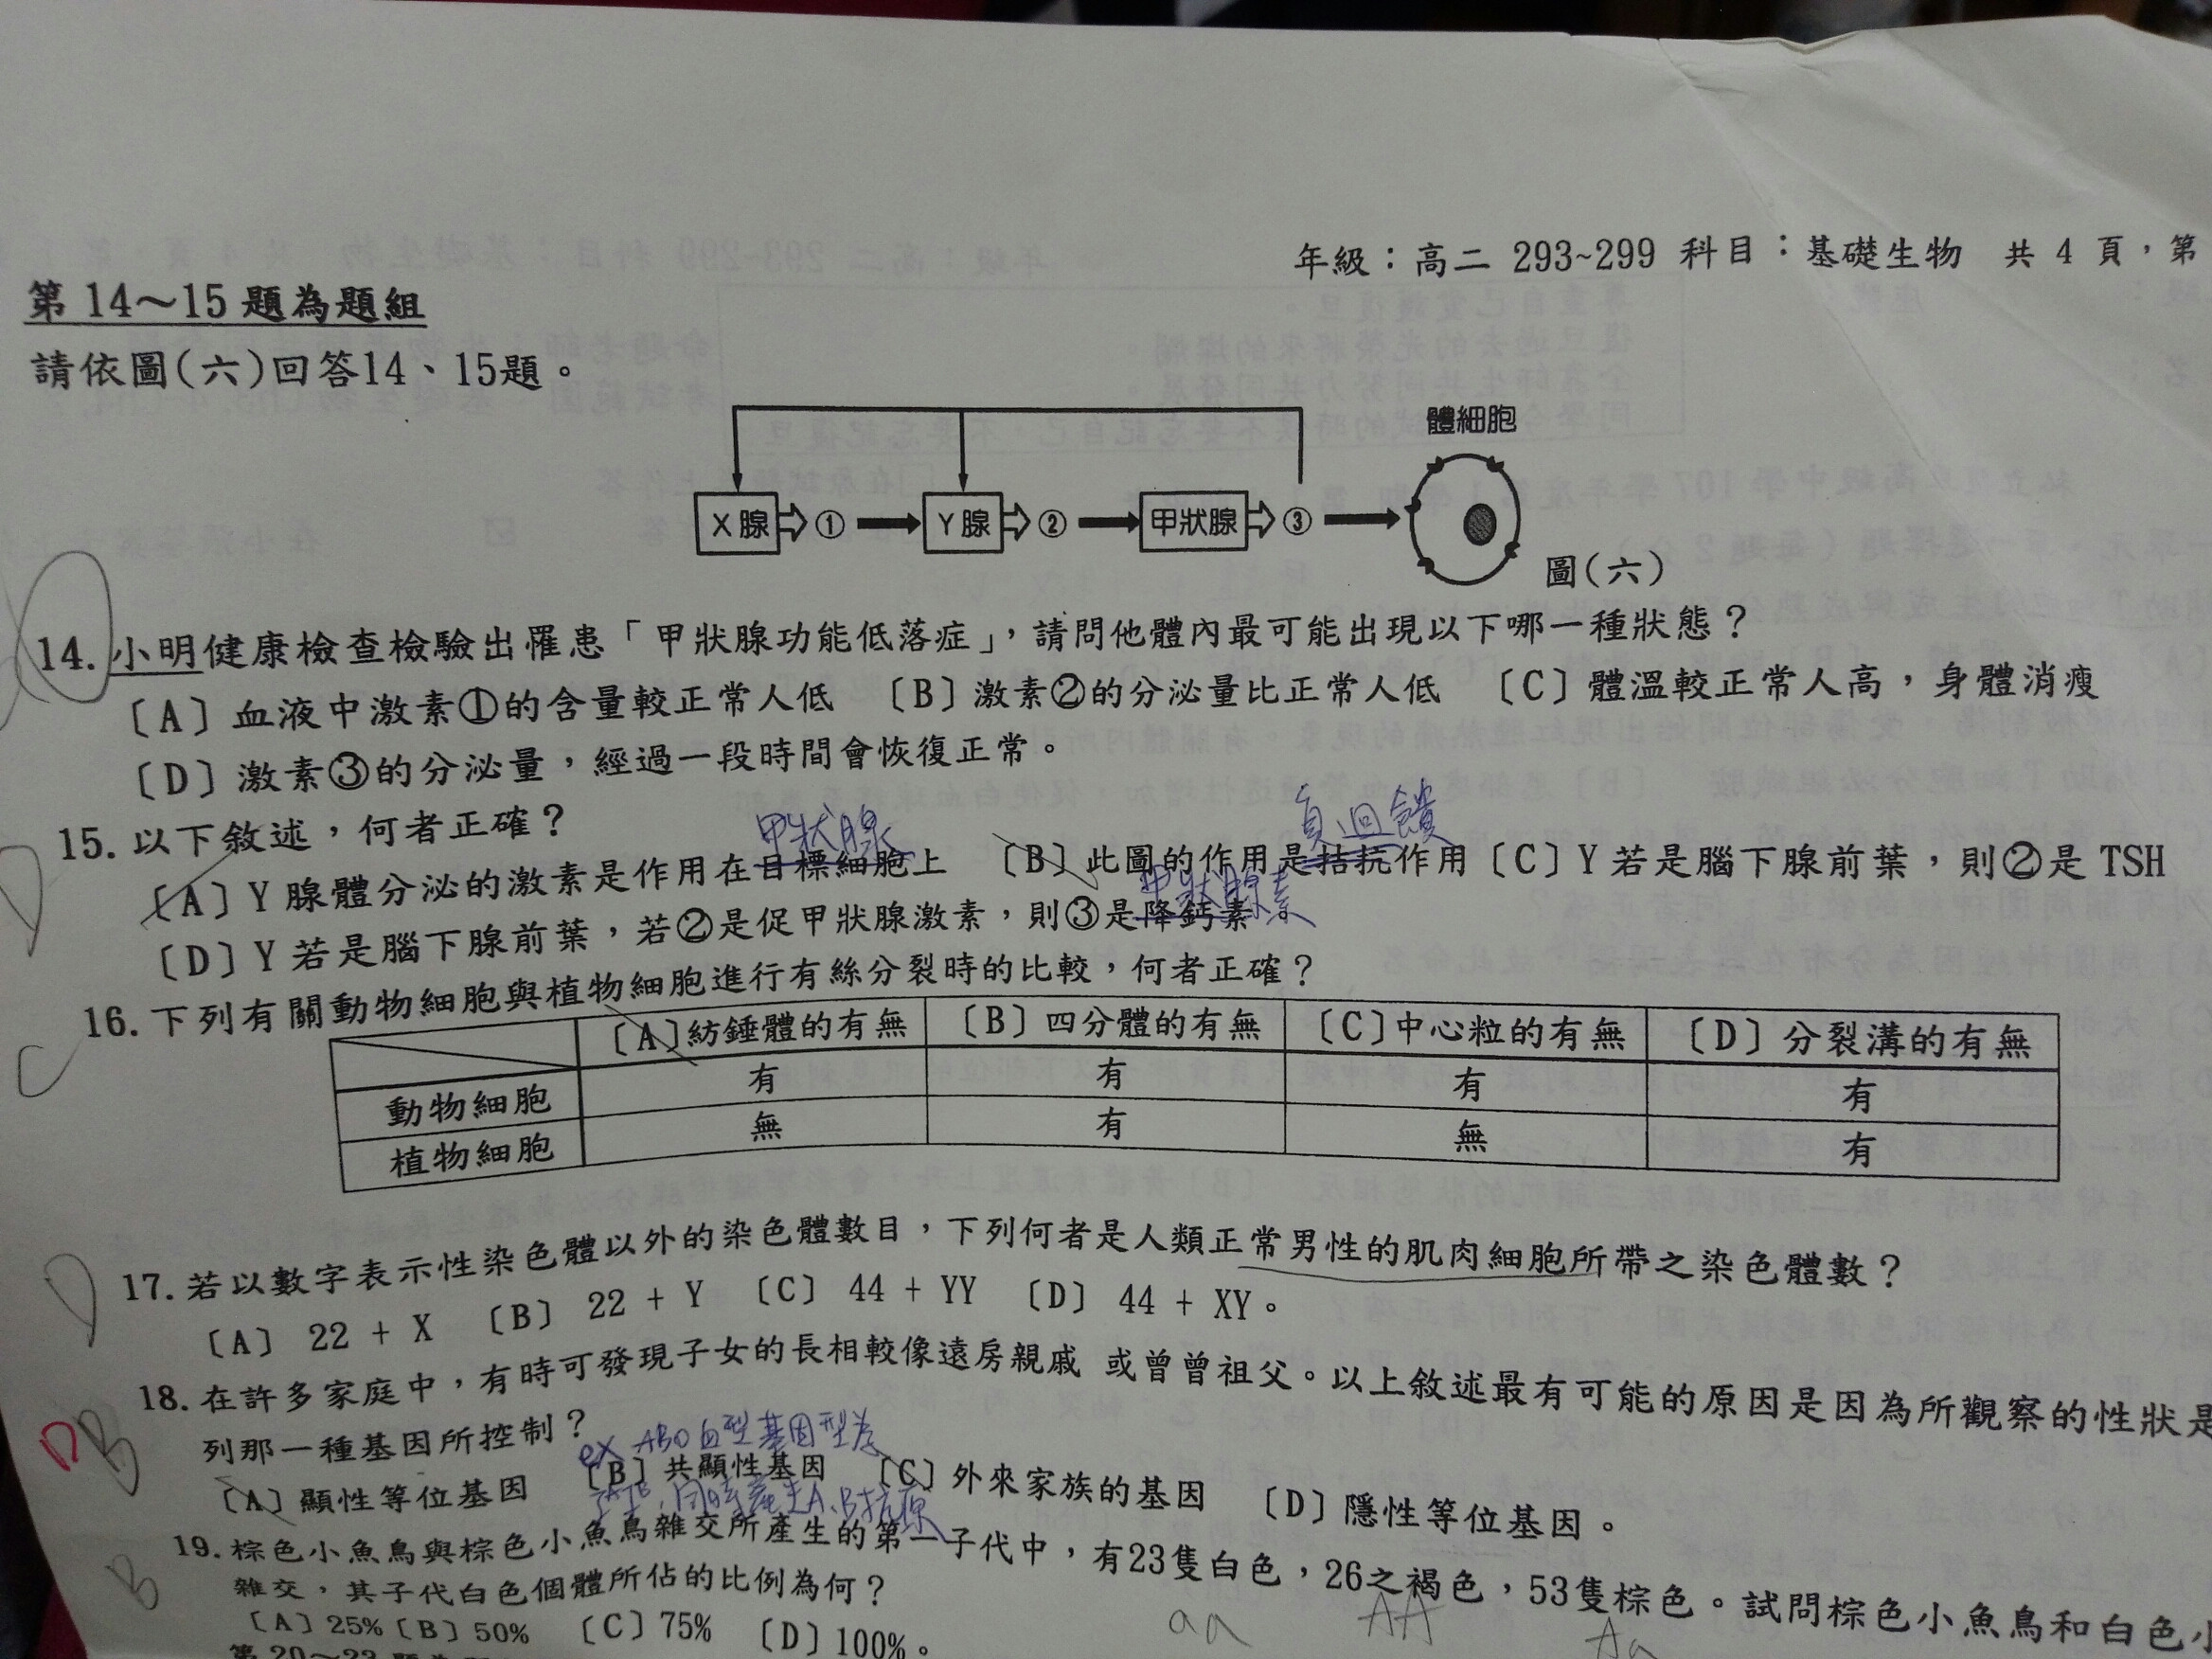 年級：高二 293~299 科目：基礎生物 共 4 頁，第
第 14～15 題為題組
請依圖(六)回答14、15題。
體細胞
X 腺 ① Y 腺 ② 甲狀腺 ③
圖(六)
14. 小明健康檢查檢驗出罹患「甲狀腺功能低落症」，請問他體內最可能出現以下哪一種狀態？
〔A〕血液中激素①的含量較正常人低 〔B〕激素②的分泌量比正常人低 〔C〕體溫較正常人高，身體消瘦
〔D〕激素③的分泌量，經過一段時間會恢復正常。
15. 以下敘述，何者正確？
甲狀腺 負迴饋
D 〔A〕Y 腺體分泌的激素是作用在目標細胞上 〔B〕此圖的作用是拮抗作用〔C〕Y 若是腦下腺前葉，則②是 TSH
甲狀腺素
〔D〕Y 若是腦下腺前葉，若②是促甲狀腺激素，則③是降鈣素。
C 16. 下列有關動物細胞與植物細胞進行有絲分裂時的比較，何者正確？
〔A〕紡錘體的有無 〔B〕四分體的有無 〔C〕中心粒的有無 〔D〕分裂溝的有無
動物細胞 有 有 有 有
植物細胞 無 有 無 有
D 17. 若以數字表示性染色體以外的染色體數目，下列何者是人類正常男性的肌肉細胞所帶之染色體數？
〔A〕 22 + X 〔B〕 22 + Y 〔C〕 44 + YY 〔D〕 44 + XY。
18. 在許多家庭中，有時可發現子女的長相較像遠房親戚 或曾曾祖父。以上敘述最有可能的原因是因為所觀察的性狀是
D B 列那一種基因所控制？
ex ABO血型基因型為
〔A〕顯性等位基因 〔B〕共顯性基因 〔C〕外來家族的基因 〔D〕隱性等位基因。
同時產生A、B抗原
19. 棕色小魚鳥與棕色小魚鳥雜交所產生的第一子代中，有23隻白色，26之褐色，53隻棕色。試問棕色小魚鳥和白色小
B 雜交，其子代白色個體所佔的比例為何？
aa AA Aa
〔A〕25%〔B〕50% 〔C〕75% 〔D〕100%。